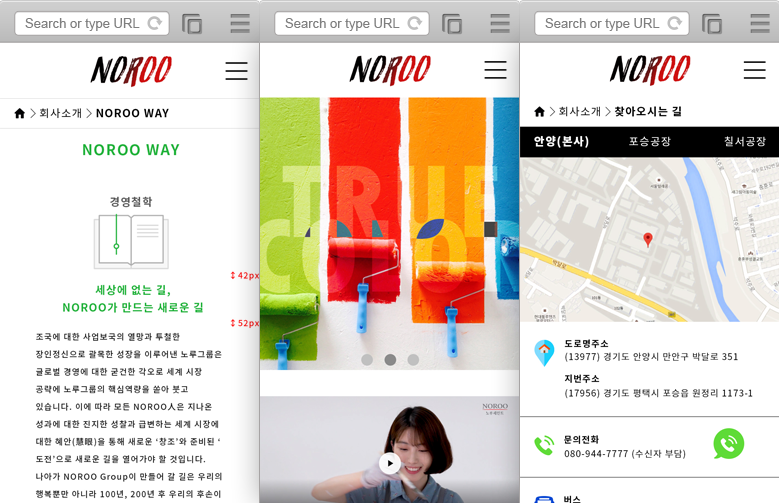 Search or type URL
NOROO
회사소개
NOROO WAY
NOROO WAY
경영철학
세상에 없는 길,
NOROO가 만드는 새로운 길
42px
52px
조국에 대한 사업보국의 열망과 투철한
장인정신으로 괄목한 성장을 이루어낸 노루그룹은
글로벌 경영에 대한 굳건한 각오로 세계 시장
공략에 노루그룹의 핵심역량을 쏟아 붓고
있습니다. 이에 따라 모든 NOROO人은 지나온
성과에 대한 진지한 성찰과 급변하는 세계 시장에
대한 혜안(慧眼)을 통해 새로운 ‘창조’와 준비된 ‘
도전’으로 새로운 길을 열어가야 할 것입니다.
나아가 NOROO Group이 만들어 갈 길은 우리의
행복뿐만 아니라 100년, 200년 후 우리의 후손이
Search or type URL
NOROO
TRUE
COLOR
NOROO
Search or type URL
NOROO
회사소개
찾아오시는 길
안양(본사)
포승공장
칠서공장
박달로
도로명주소
(13977) 경기도 안양시 만안구 박달로 351
지번주소
(17956) 경기도 평택시 포승읍 원정리 1173-1
문의전화
080-944-7777 (수신자 부담)
버스